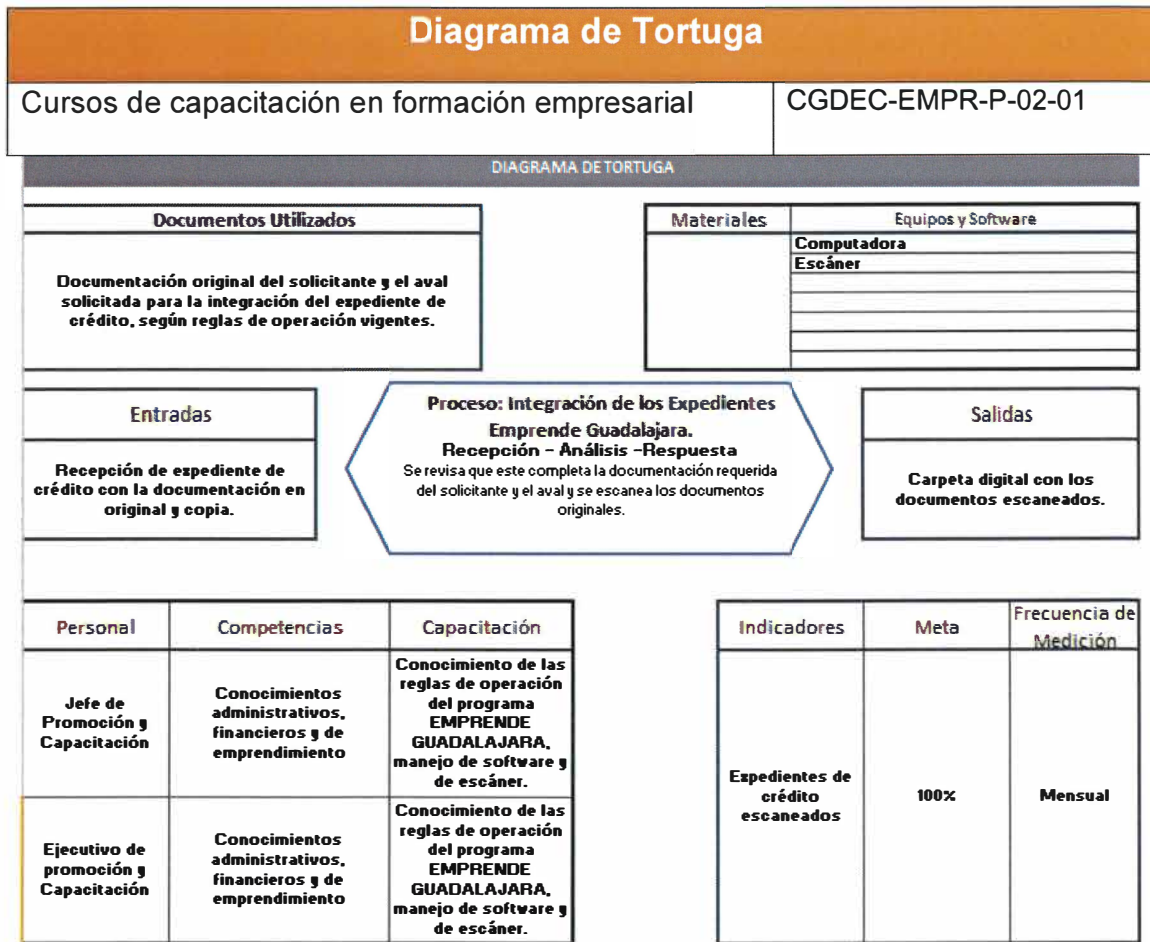 Diagrama de Tortuga
Cursos de capacitación en formación empresarial
CGDEC-EMPR-P-02-01
DIAGRAMA DE TORTUGA
Documentos Utilizados
Documentación original del solicitante y el aval
solicitada para la integración del expediente de
crédito, según reglas de operación vigentes.
Materiales
Equipos y Software
Computadora
Escáner
Entradas
Recepción de expediente de
crédito con la documentación en
original y copia.
Proceso: Integración de los Expedientes
Emprende Guadalajara.
Recepción – Análisis –Respuesta
Se revisa que este completa la documentación requerida
del solicitante y el aval y se escanea los documentos
originales.
Salidas
Carpeta digital con los
documentos escaneados.
Personal
Competencias
Capacitación
Jefe de
Promoción y
Capacitación
Conocimientos
administrativos,
financieros y de
emprendimiento
Conocimiento de las
reglas de operación
del programa
EMPRENDE
GUADALAJARA,
manejo de software y
de escáner.
Ejecutivo de
promoción y
Capacitación
Conocimientos
administrativos,
financieros y de
emprendimiento
Conocimiento de las
reglas de operación
del programa
EMPRENDE
GUADALAJARA,
manejo de software y
de escáner.
Indicadores
Meta
Frecuencia de
Medición
Expedientes de
crédito
escaneados
100%
Mensual